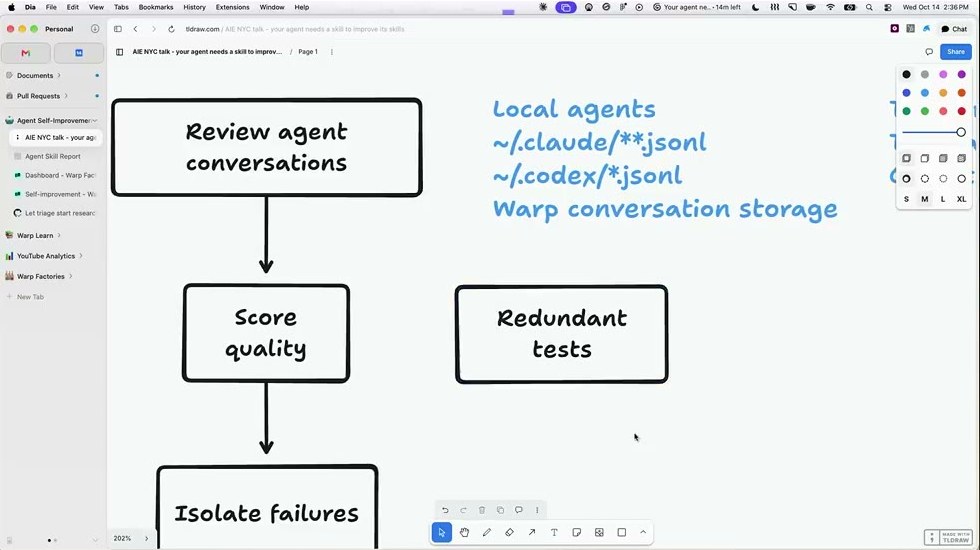 Dia File Edit View Tabs Bookmarks History Extensions Window Help
Your agent ne... • 14m left
Wed Oct 14 2:36 PM
Personal
tldraw.com / AIE NYC talk - your agent needs a skill to improve its skills
Chat
AIE NYC talk - your agent needs a skill to improv... / Page 1
Share
Documents
Pull Requests
Agent Self-Improvemen
AIE NYC talk - your age
Agent Skill Report
Dashboard - Warp Fac
Self-improvement - Wa
Let triage start researc
Warp Learn
YouTube Analytics
Warp Factories
+ New Tab
Review agent
conversations
Local agents
~/.claude/**.jsonl
~/.codex/*.jsonl
Warp conversation storage
S M L XL
Score
quality
Redundant
tests
Isolate failures
202%
MADE WITH
TLDRAW